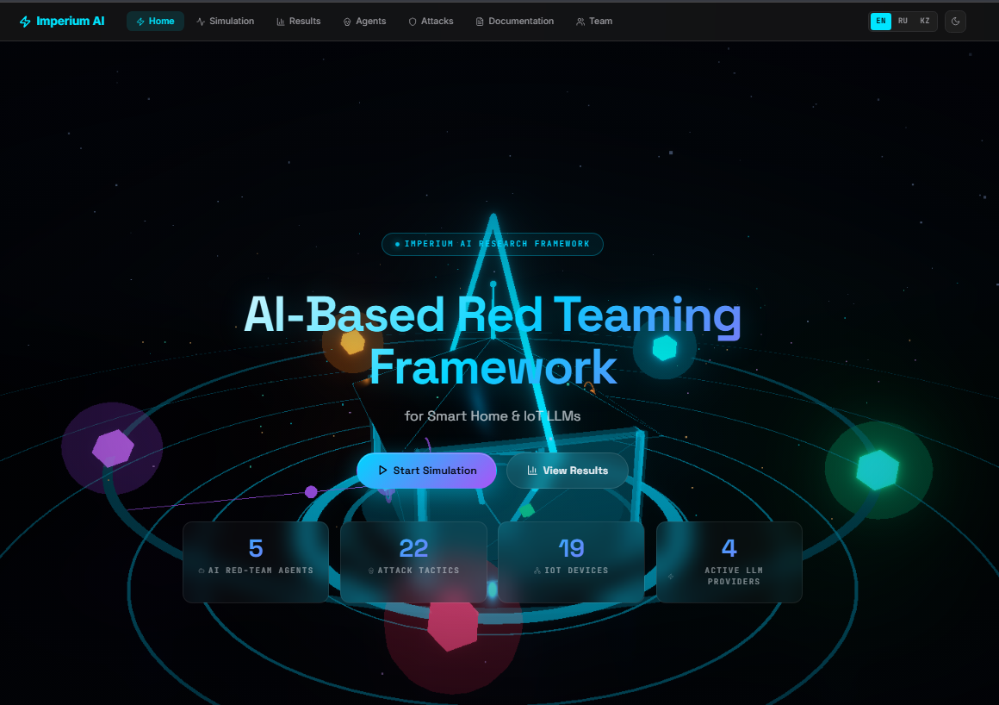 Imperium AI
Home
Simulation
Results
Agents
Attacks
Documentation
Team
EN
RU
KZ
IMPERIUM AI RESEARCH FRAMEWORK
AI-Based Red Teaming
Framework
for Smart Home & IoT LLMs
Start Simulation
View Results
5
AI RED-TEAM AGENTS
22
ATTACK TACTICS
19
IOT DEVICES
4
ACTIVE LLM
PROVIDERS